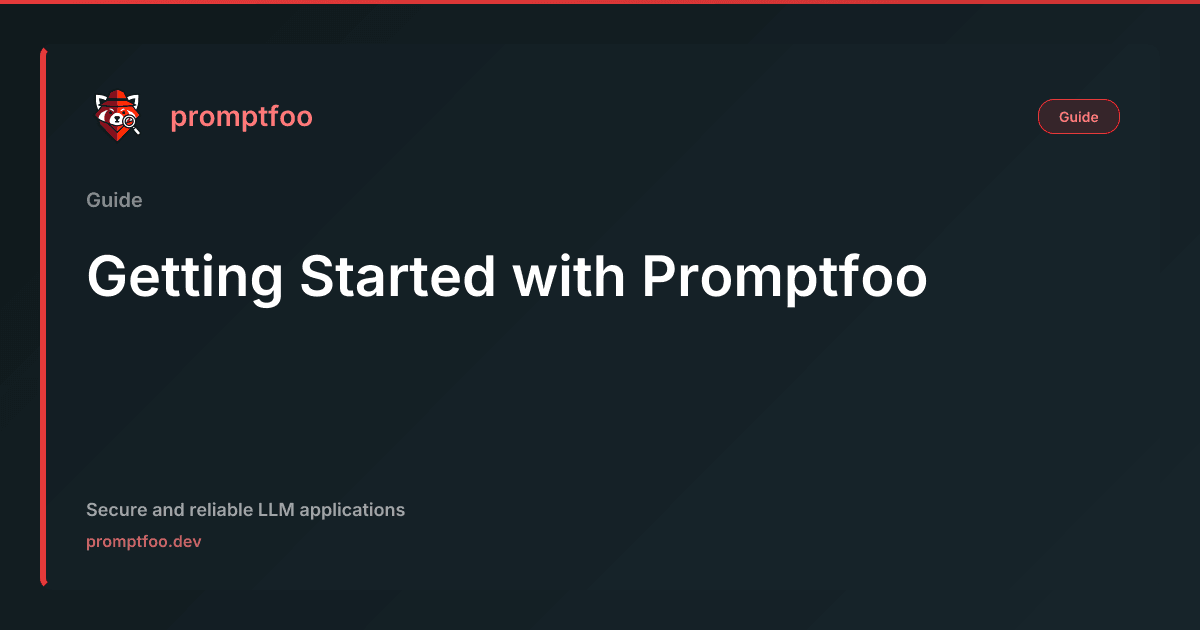 promptfoo
Guide
Guide
Getting Started with Promptfoo
Secure and reliable LLM applications
promptfoo.dev